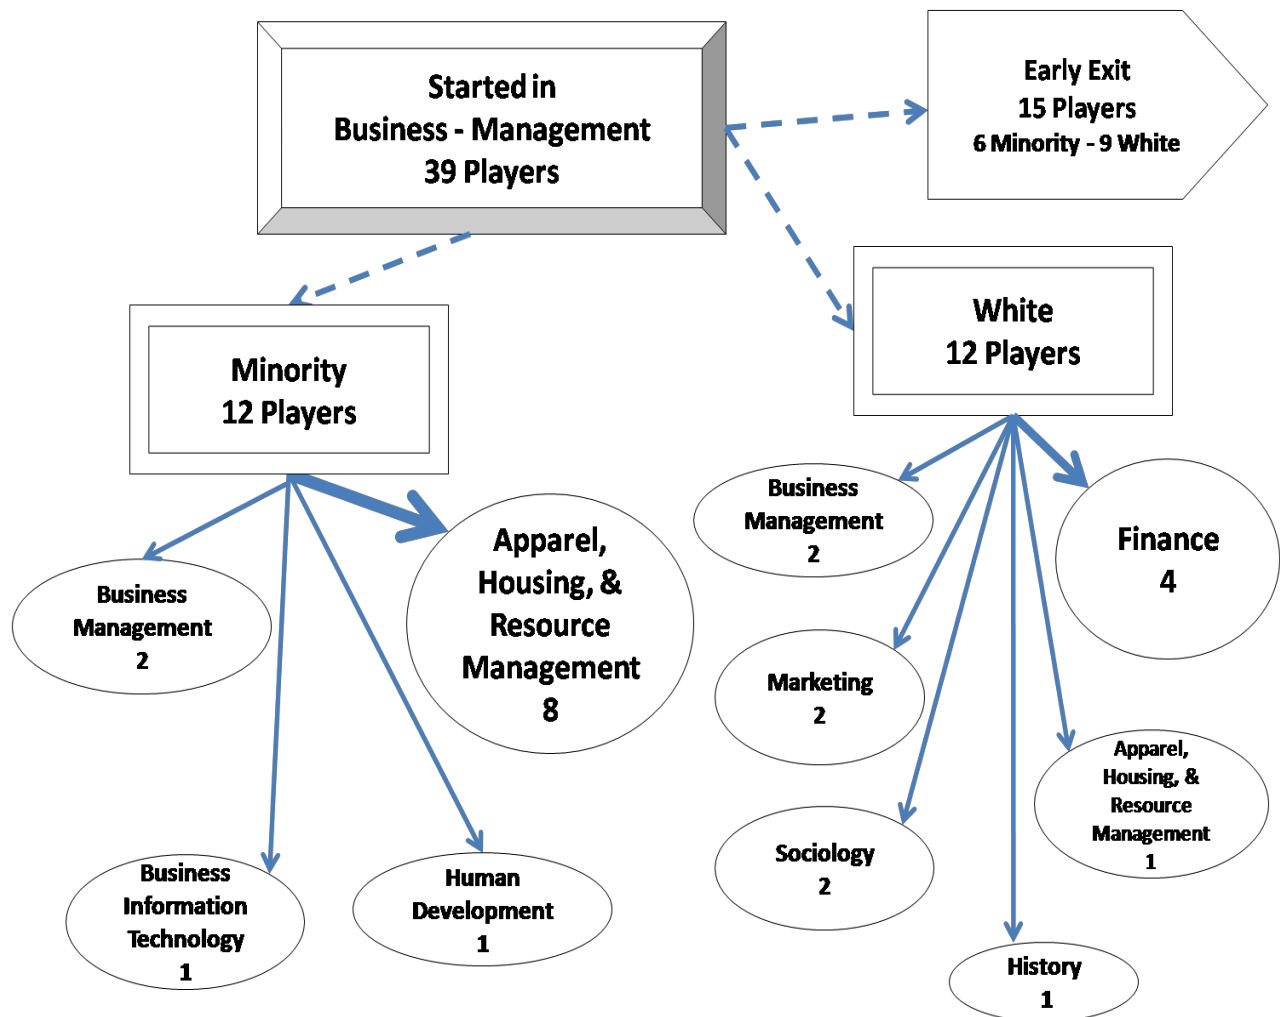 Started in
Business - Management
39 Players
Early Exit
15 Players
6 Minority - 9 White
Minority
12 Players
White
12 Players
Business
Management
2
Apparel,
Housing, &
Resource
Management
8
Business
Information
Technology
1
Human
Development
1
Business
Management
2
Finance
4
Marketing
2
Sociology
2
Apparel,
Housing, &
Resource
Management
1
History
1